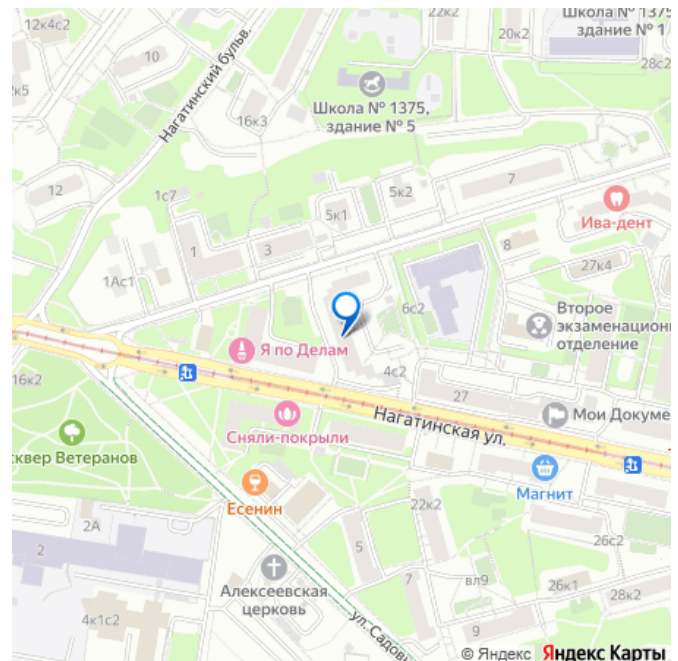 12к4с2
22к2
Школа № 1375,
здание № 1
20к2
28с2
10
Нагатинский бульв.
к5
16к3
Школа № 1375,
здание № 5
12
1с7
5к2
7
5к1
Ива-дент
1
3
8
27к4
1Ас1
6с2
Второе
экзаменационн
отделение
Я по Делам
4с2
16к2
27
Нагатинская ул.
Мои Докуме
Сняли-покрыли
сквер Ветеранов
Магнит
Есенин
22к2
2А
26с2
2
5
Алексеевская
церковь
7
вл9
26к1
28к2
4к1с2
ул. Садовн
9
© Яндекс Яндекс Карты